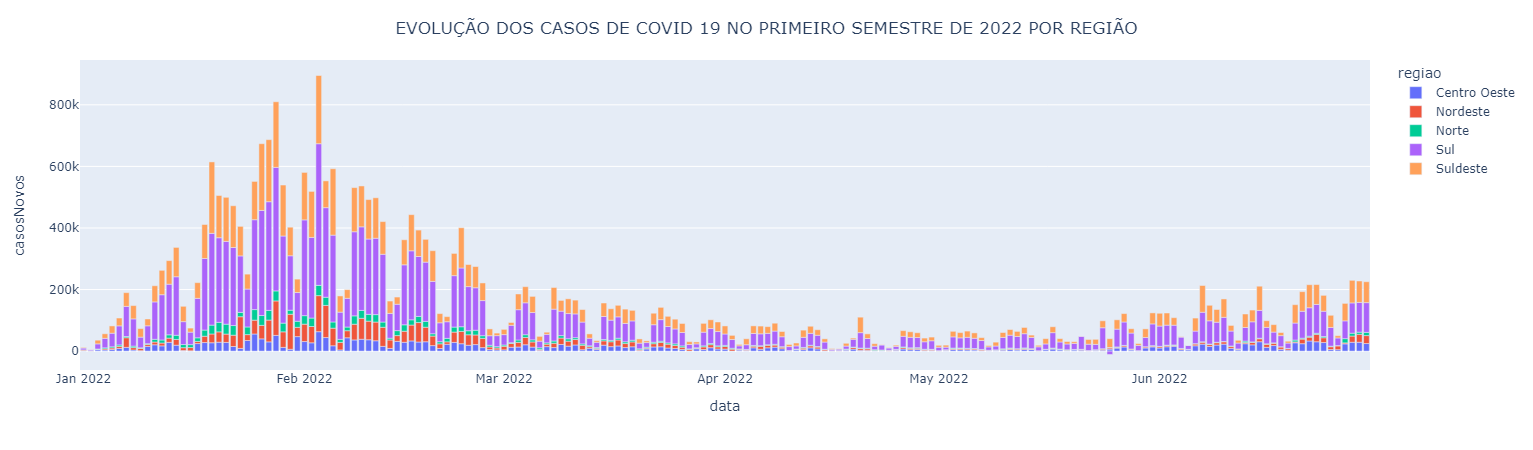 EVOLUÇÃO DOS CASOS DE COVID 19 NO PRIMEIRO SEMESTRE DE 2022 POR REGIÃO
regiao
Centro Oeste
Nordeste
Norte
Sul
Suldeste
casosNovos
800k
600k
400k
200k
0
Jan 2022 Feb 2022 Mar 2022 Apr 2022 May 2022 Jun 2022
data